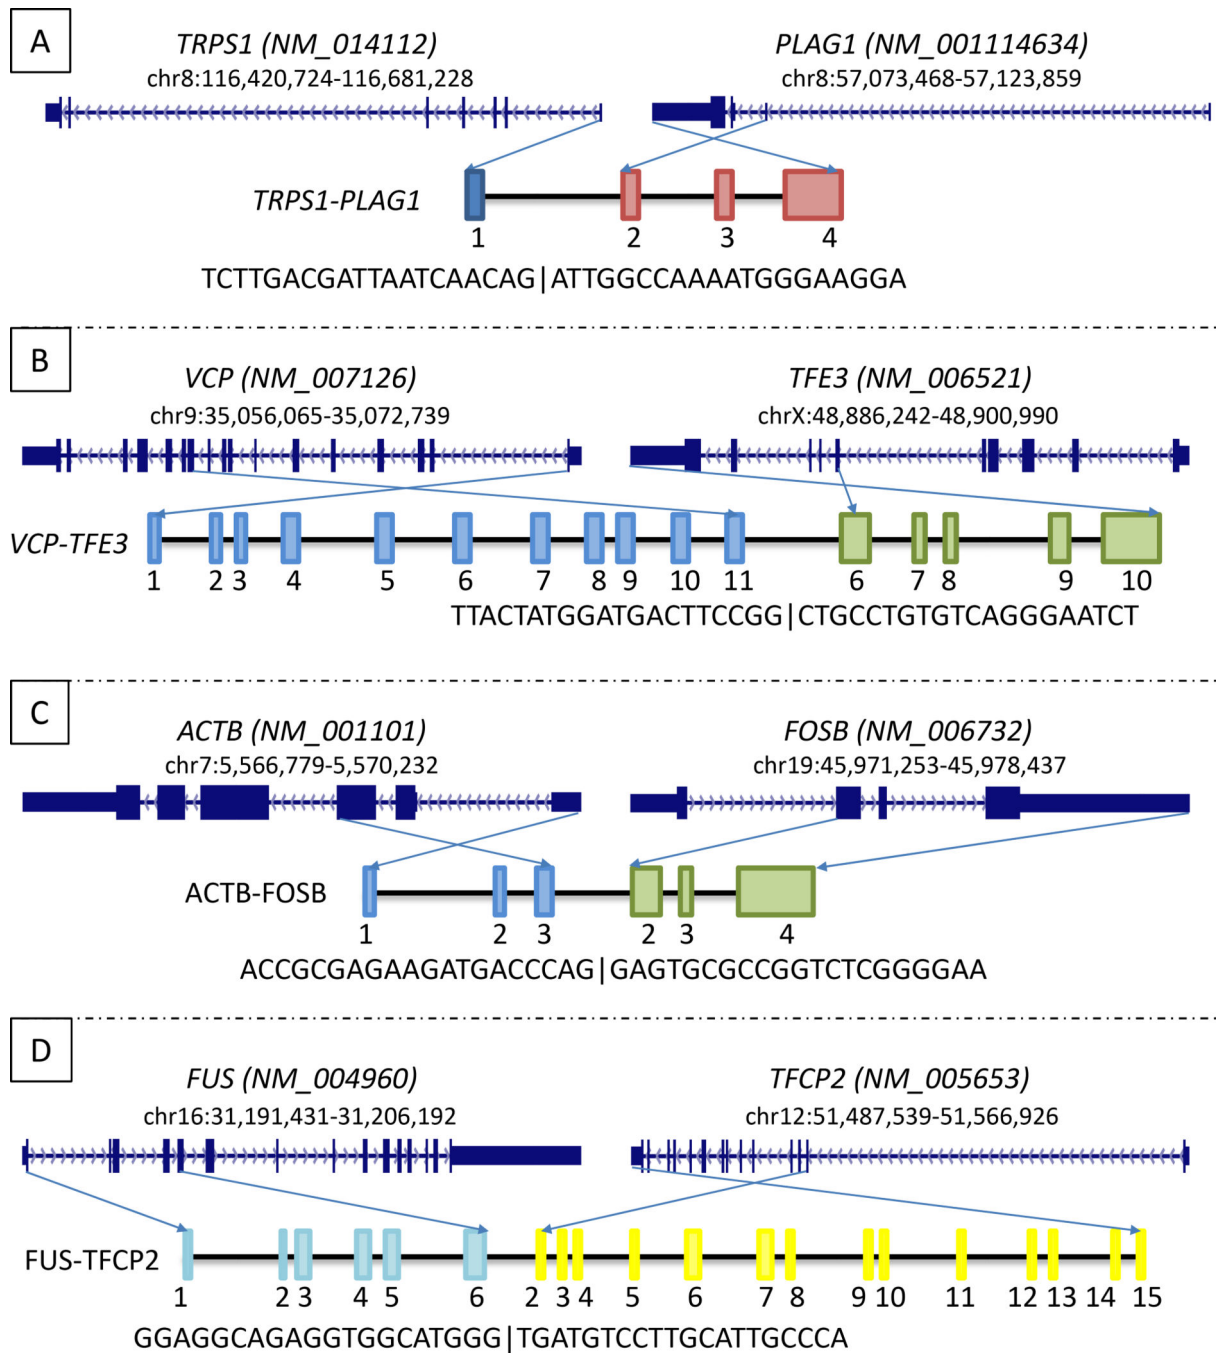 A
TRPS1 (NM_014112)
PLAG1 (NM_001114634)
chr8:116,420,724-116,681,228
chr8:57,073,468-57,123,859
TRPS1-PLAG1
1 2 3 4
TCTTGACGATTAATCAACAG|ATTGGCCAAAATGGGAAGGA
B
VCP (NM_007126)
TFE3 (NM_006521)
chr9:35,056,065-35,072,739
chrX:48,886,242-48,900,990
VCP-TFE3
1 2 3 4 5 6 7 8 9 10 11 6 7 8 9 10
TTACTATGGATGACTTCCGG|CTGCCTGTGTCAGGGAATCT
C
ACTB (NM_001101)
FOSB (NM_006732)
chr7:5,566,779-5,570,232
chr19:45,971,253-45,978,437
ACTB-FOSB
1 2 3 2 3 4
ACCGCGAGAAGATGACCCAG|GAGTGCGCCGGTCTCGGGGAA
D
FUS (NM_004960)
TFCP2 (NM_005653)
chr16:31,191,431-31,206,192
chr12:51,487,539-51,566,926
FUS-TFCP2
1 2 3 4 5 6 2 3 4 5 6 7 8 9 10 11 12 13 14 15
GGAGGCAGAGGTGGCATGGG|TGATGTCCTTGCATTGCCCA